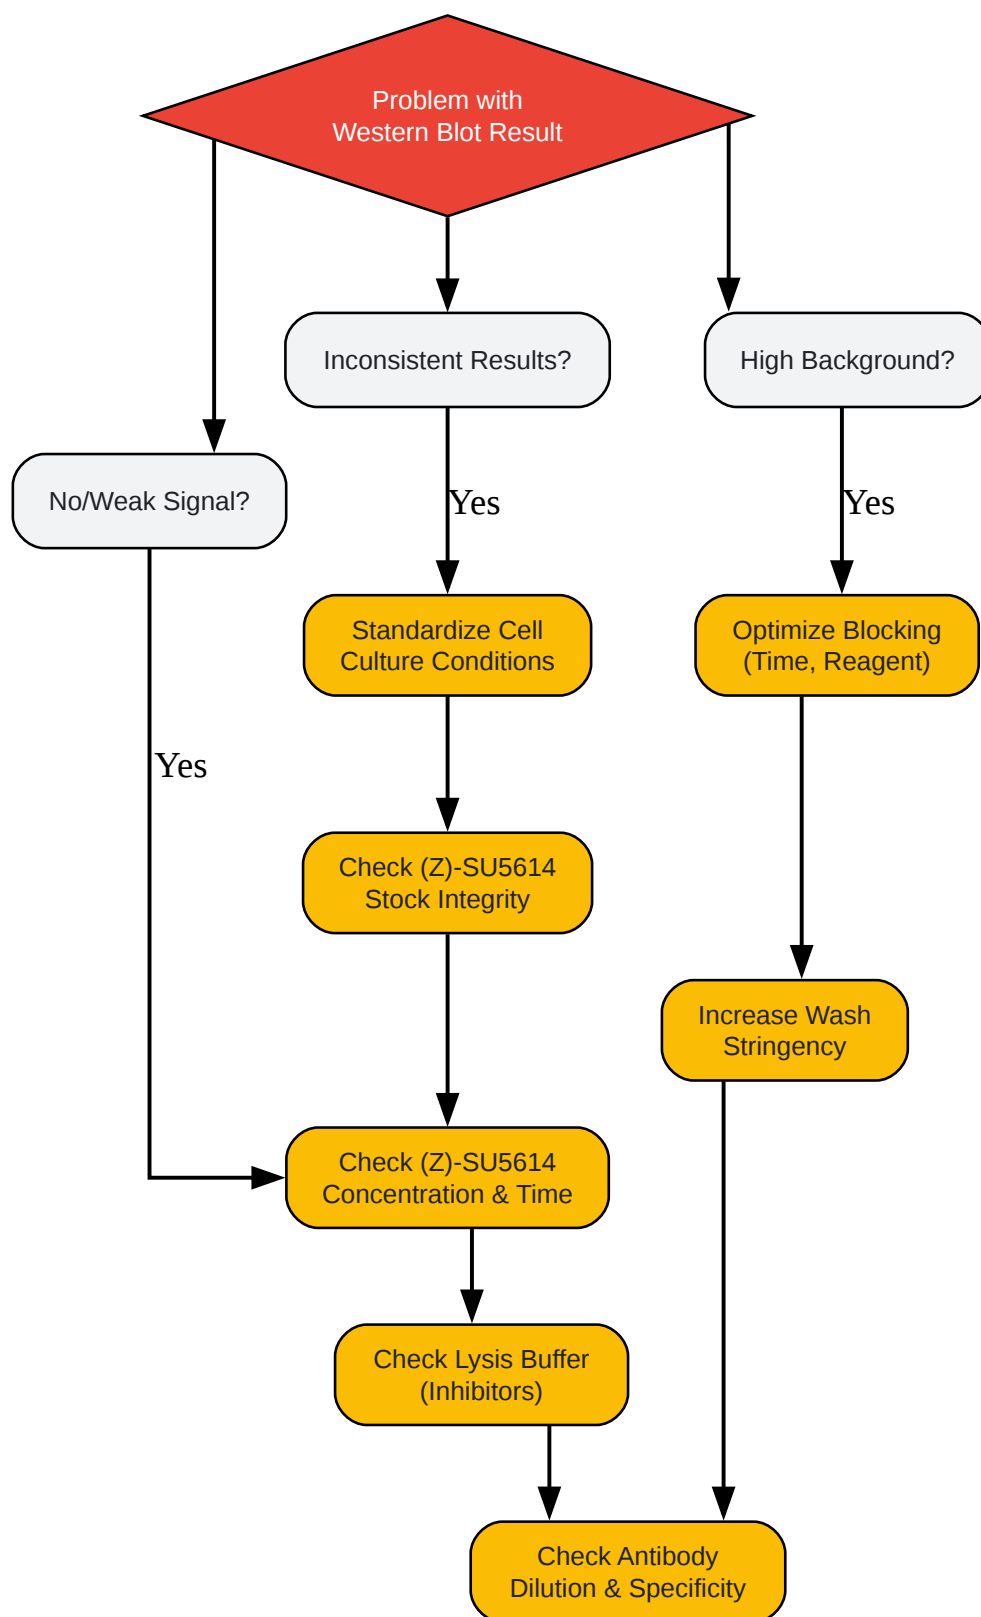 Problem with
Western Blot Result
Inconsistent Results?
High Background?
No/Weak Signal?
Yes
Yes
Standardize Cell
Culture Conditions
Optimize Blocking
(Time, Reagent)
Yes
Check (Z)-SU5614
Stock Integrity
Increase Wash
Stringency
Check (Z)-SU5614
Concentration & Time
Check Lysis Buffer
(Inhibitors)
Check Antibody
Dilution & Specificity